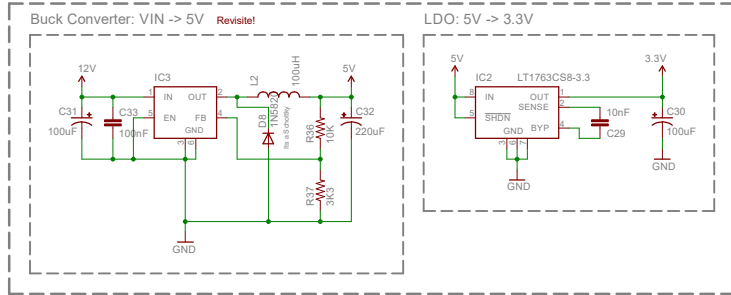 Buck Converter: VIN -> 5V Revisite!
LDO: 5V -> 3.3V
12V
IC3
L2
100uH
5V
1
IN
OUT
2
5
EN
FB
4
GND
3
6
C31
100uF
C33
100nF
D8
Its a Schottky
R36
10K
R37
3K3
C32
220uF
GND
5V
IC2
LT1763CS8-3.3
3.3V
8
IN
OUT
1
SENSE
2
5
SHDN
BYP
4
GND
3
6
7
10nF
C29
C30
100uF
GND
GND